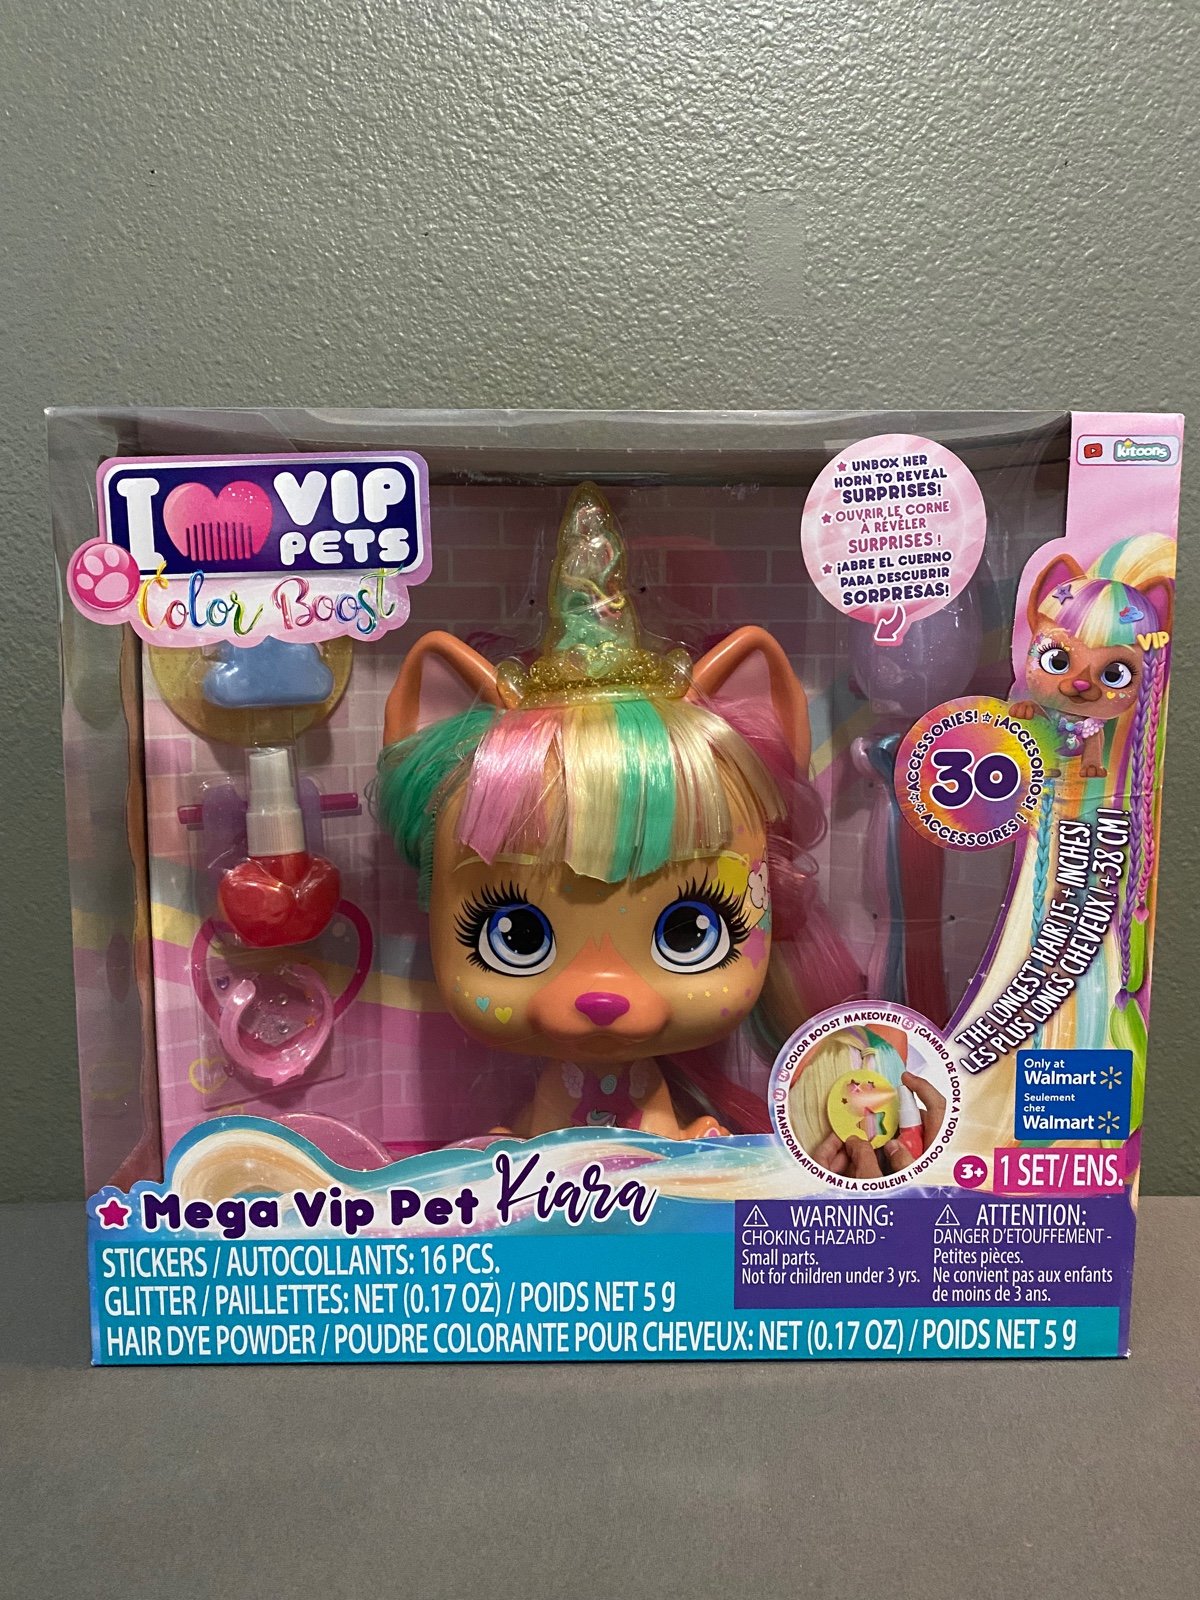 I VIP
PETS
Color Boost
UNBOX HER
HORN TO REVEAL
SURPRISES!
OUVRIR LE CORNE
À RÉVÉLER
SURPRISES !
¡ABRE EL CUERNO
PARA DESCUBRIR
SORPRESAS!
Kitoons
VIP
ACCESSORIES! ¡ACCESORIOS! ACCESSOIRES !
30
THE LONGEST HAIR! 15 + INCHES!
LES PLUS LONGS CHEVEUX! +38 CM!
COLOR BOOST MAKEOVER!
¡CAMBIO DE LOOK A TODO COLOR!
TRANSFORMATION PAR LA COULEUR !
Only at
Walmart
Seulement
chez
Walmart
3+ 1 SET/ ENS.
Mega Vip Pet Kiara
STICKERS / AUTOCOLLANTS: 16 PCS.
GLITTER / PAILLETTES: NET (0.17 OZ) / POIDS NET 5 g
HAIR DYE POWDER / POUDRE COLORANTE POUR CHEVEUX: NET (0.17 OZ) / POIDS NET 5 g
WARNING:
CHOKING HAZARD -
Small parts.
Not for children under 3 yrs.
ATTENTION:
DANGER D'ETOUFFEMENT -
Petites pièces.
Ne convient pas aux enfants
de moins de 3 ans.